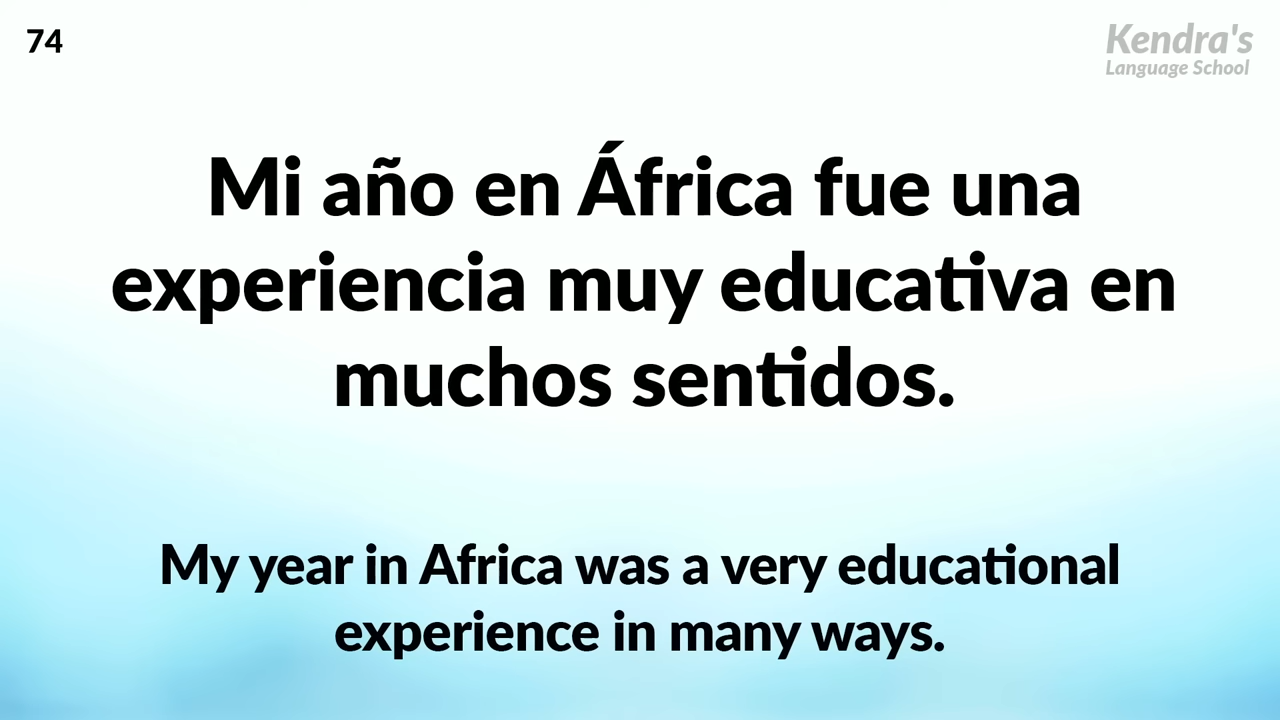 74
Kendra's
Language School
Mi año en África fue una
experiencia muy educativa en
muchos sentidos.
My year in Africa was a very educational
experience in many ways.